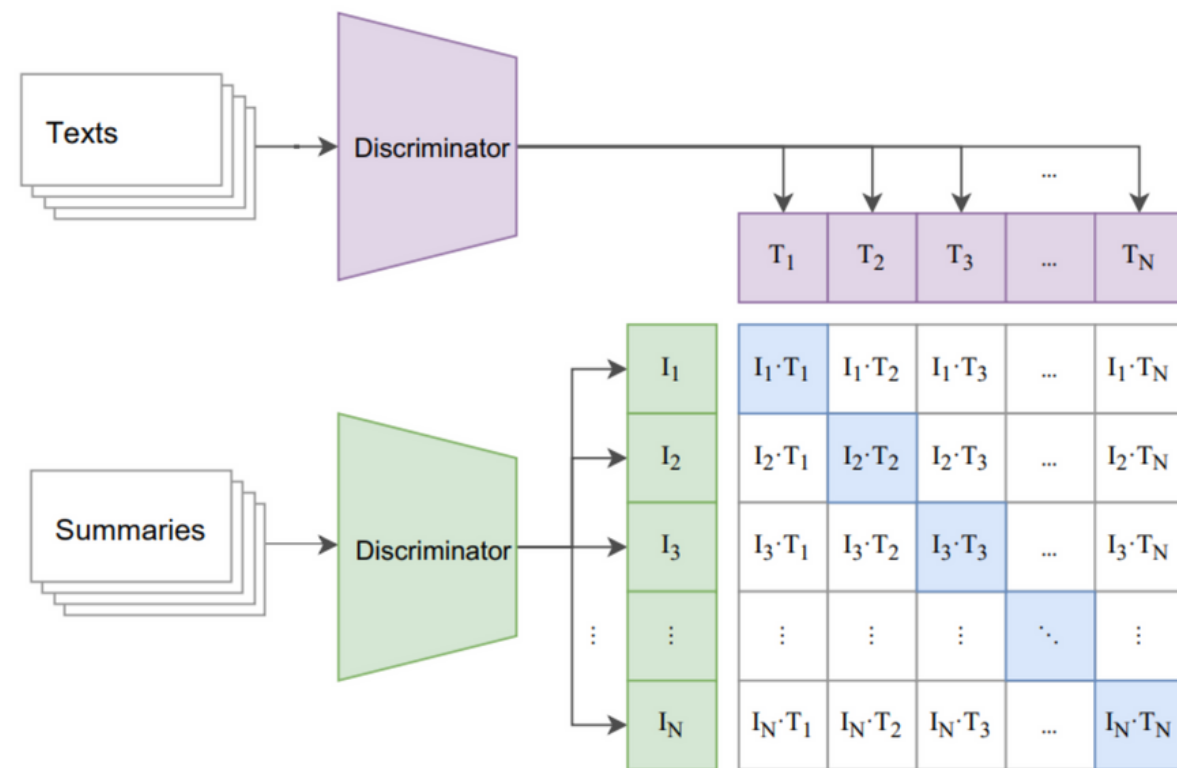 Texts
Discriminator
...
T1 T2 T3 ... TN
I1 I1·T1 I1·T2 I1·T3 ... I1·TN
I2 I2·T1 I2·T2 I2·T3 ... I2·TN
Summaries
Discriminator
I3 I3·T1 I3·T2 I3·T3 ... I3·TN
⋮ ⋮ ⋮ ⋮ ⋮ ⋱ ⋮
IN IN·T1 IN·T2 IN·T3 ... IN·TN